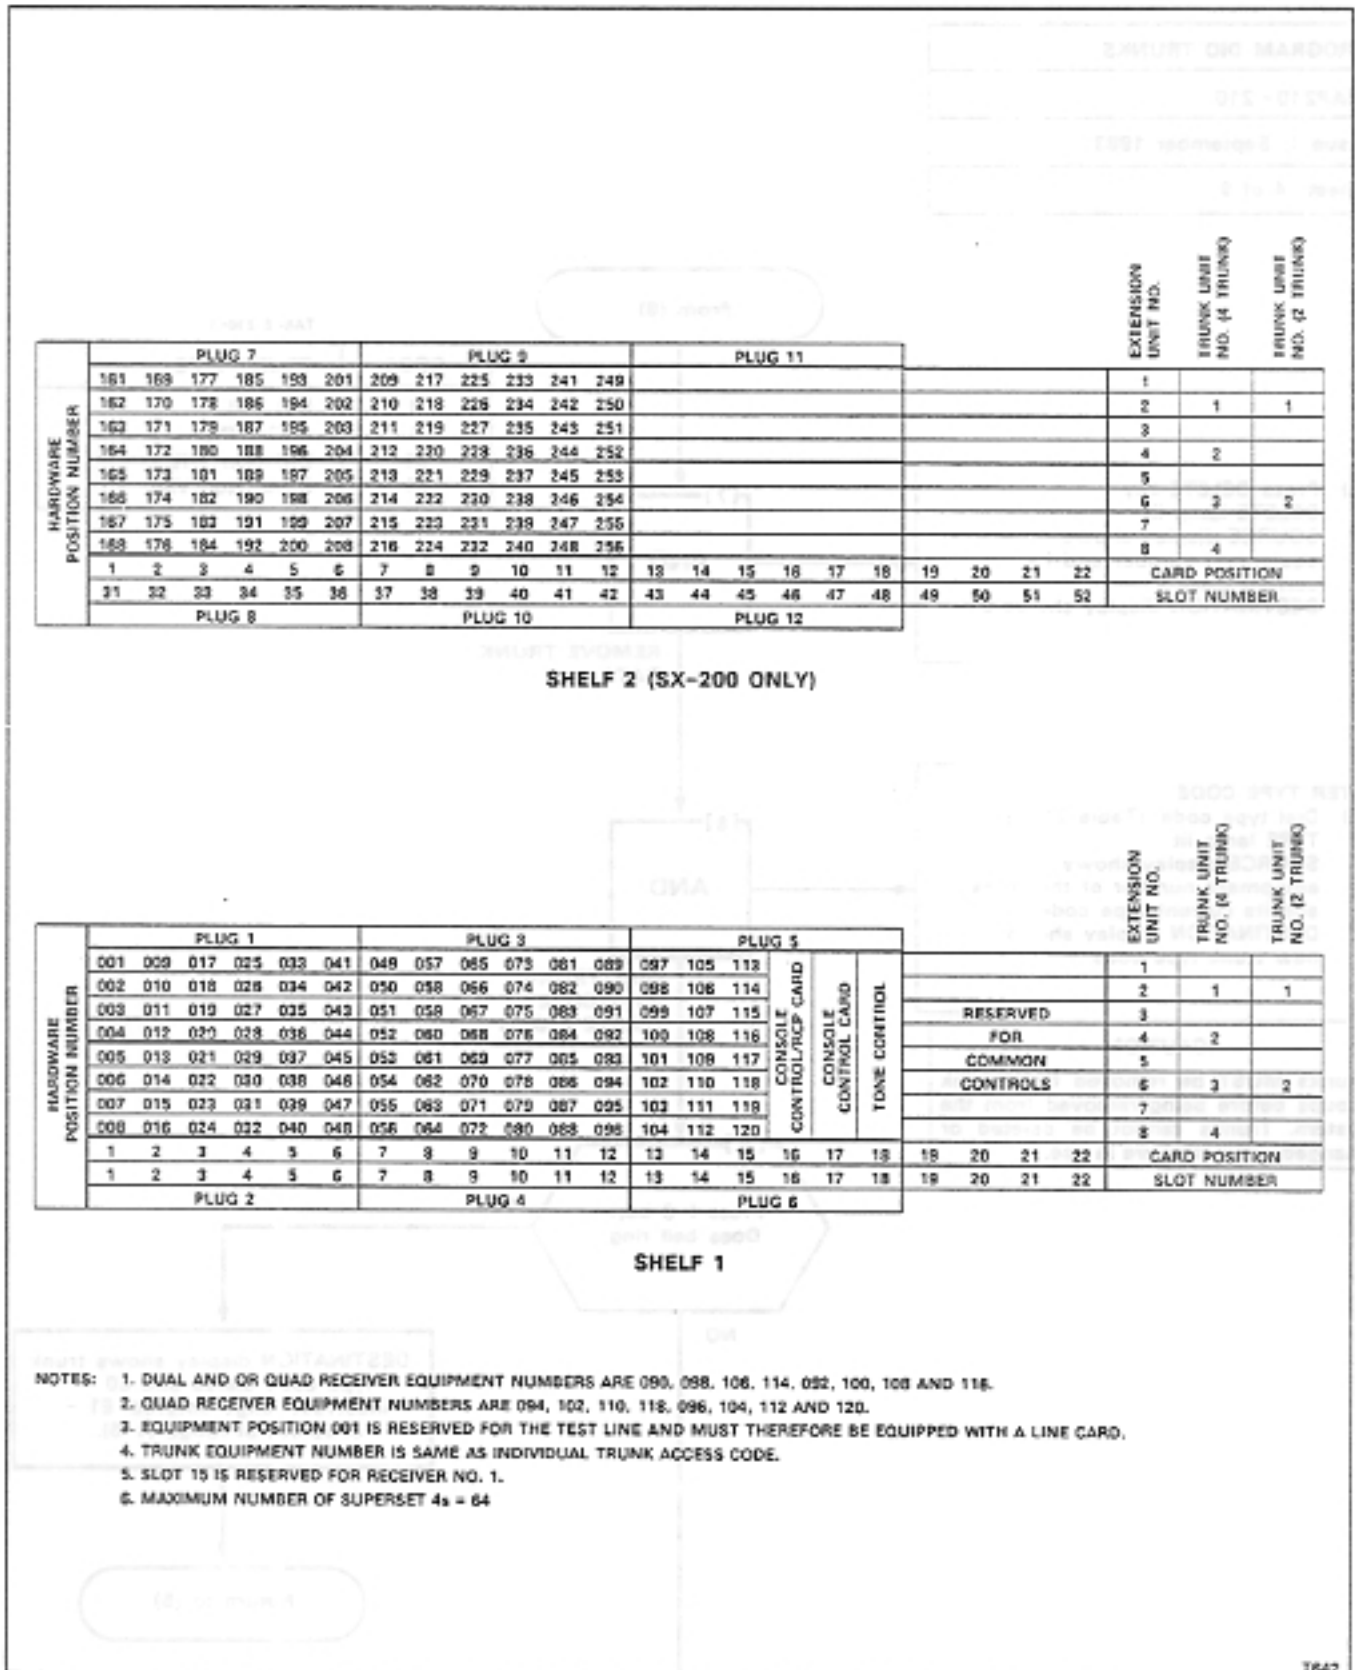 EXTENSION UNIT NO.
TRUNK UNIT NO. (4 TRUNK)
TRUNK UNIT NO. (2 TRUNK)
HARDWARE POSITION NUMBER
PLUG 7 PLUG 9 PLUG 11
161 169 177 185 193 201 209 217 225 233 241 249 1
162 170 178 186 194 202 210 218 226 234 242 250 2 1 1
163 171 179 187 195 203 211 219 227 235 243 251 3
164 172 180 188 196 204 212 220 228 236 244 252 4 2
165 173 181 189 197 205 213 221 229 237 245 253 5
166 174 182 190 198 206 214 222 230 238 246 254 6 3 2
167 175 183 191 199 207 215 223 231 239 247 255 7
168 176 184 192 200 208 216 224 232 240 248 256 8 4
1 2 3 4 5 6 7 8 9 10 11 12 13 14 15 16 17 18 19 20 21 22 CARD POSITION
31 32 33 34 35 36 37 38 39 40 41 42 43 44 45 46 47 48 49 50 51 52 SLOT NUMBER
PLUG 8 PLUG 10 PLUG 12
SHELF 2 (SX-200 ONLY)
EXTENSION UNIT NO.
TRUNK UNIT NO. (4 TRUNK)
TRUNK UNIT NO. (2 TRUNK)
HARDWARE POSITION NUMBER
PLUG 1 PLUG 3 PLUG 5
CONSOLE CONTROL/RCP CARD
CONSOLE CONTROL CARD
TONE CONTROL
001 009 017 025 033 041 049 057 065 073 081 089 097 105 113 1
002 010 018 026 034 042 050 058 066 074 082 090 098 106 114 2 1 1
003 011 019 027 035 043 051 059 067 075 083 091 099 107 115 RESERVED 3
004 012 020 028 036 044 052 060 068 076 084 092 100 108 116 FOR 4 2
005 013 021 029 037 045 053 061 069 077 085 093 101 109 117 COMMON 5
006 014 022 030 038 046 054 062 070 078 086 094 102 110 118 CONTROLS 6 3 2
007 015 023 031 039 047 055 063 071 079 087 095 103 111 119 7
008 016 024 032 040 048 056 064 072 080 088 096 104 112 120 8 4
1 2 3 4 5 6 7 8 9 10 11 12 13 14 15 16 17 18 19 20 21 22 CARD POSITION
1 2 3 4 5 6 7 8 9 10 11 12 13 14 15 16 17 18 19 20 21 22 SLOT NUMBER
PLUG 2 PLUG 4 PLUG 6
SHELF 1
NOTES: 1. DUAL AND OR QUAD RECEIVER EQUIPMENT NUMBERS ARE 090, 098, 106, 114, 092, 100, 108 AND 116.
2. QUAD RECEIVER EQUIPMENT NUMBERS ARE 094, 102, 110, 118, 096, 104, 112 AND 120.
3. EQUIPMENT POSITION 001 IS RESERVED FOR THE TEST LINE AND MUST THEREFORE BE EQUIPPED WITH A LINE CARD.
4. TRUNK EQUIPMENT NUMBER IS SAME AS INDIVIDUAL TRUNK ACCESS CODE.
5. SLOT 15 IS RESERVED FOR RECEIVER NO. 1.
6. MAXIMUM NUMBER OF SUPERSET 4s = 64